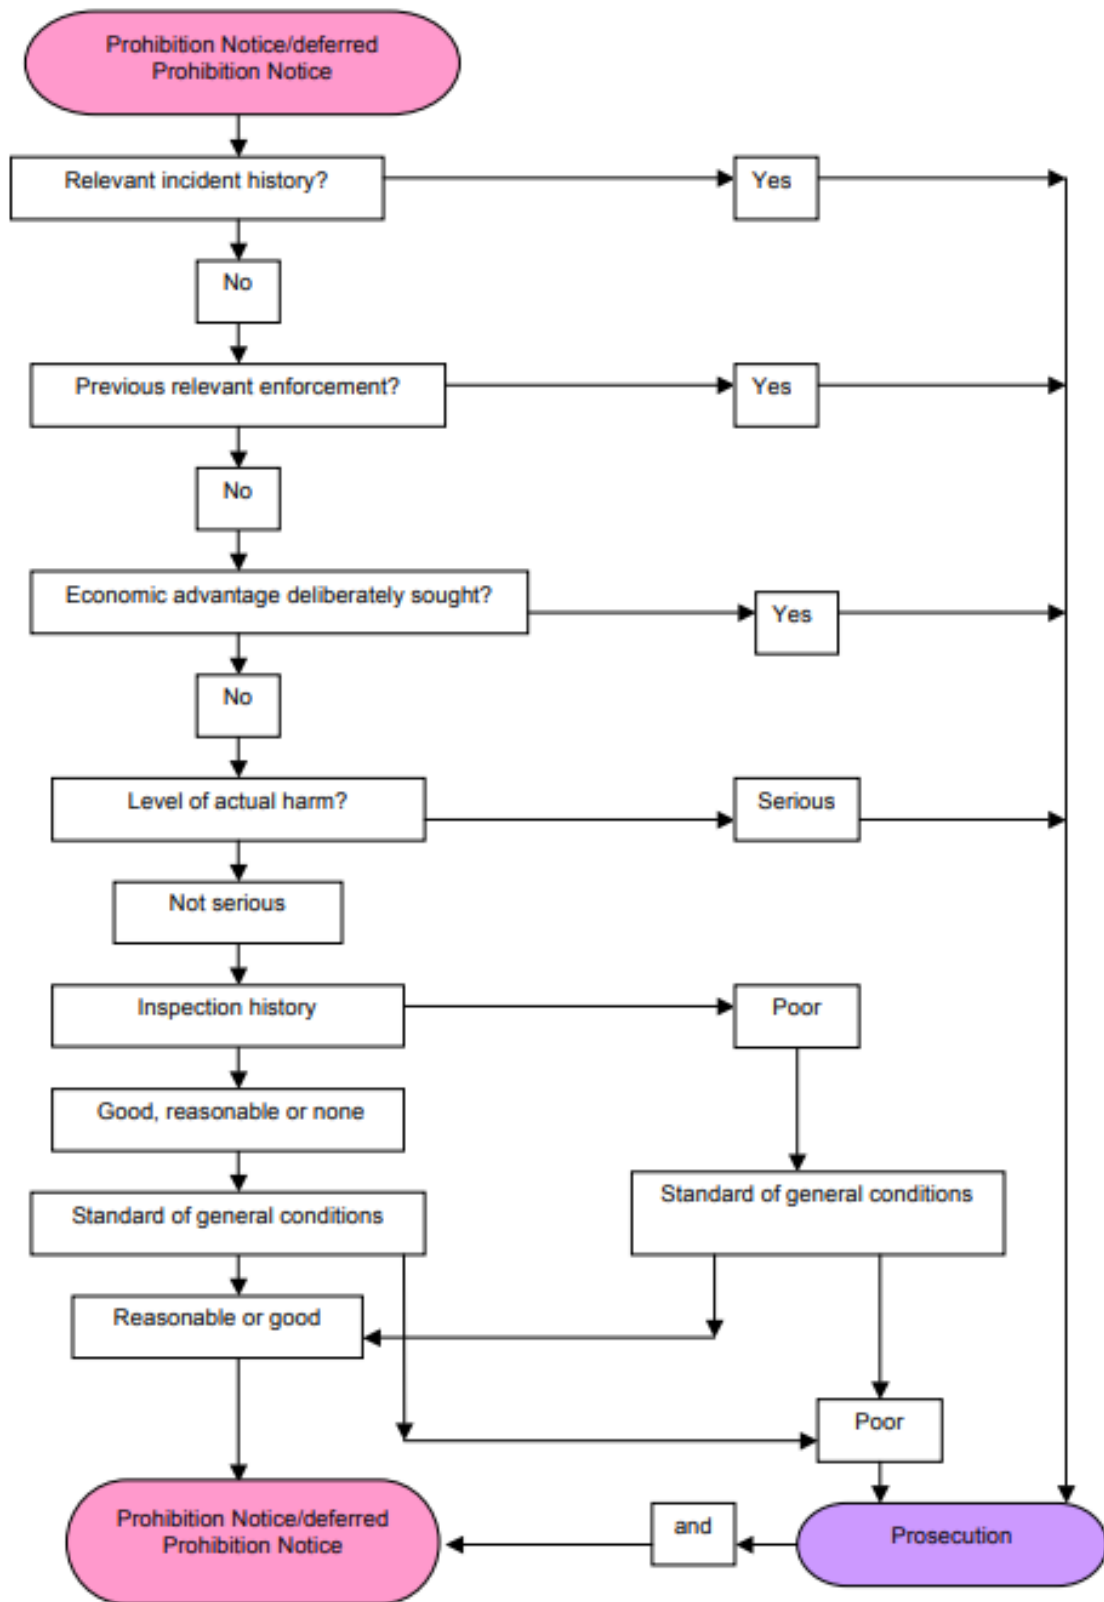 Prohibition Notice/deferred
Prohibition Notice
Relevant incident history?
Yes
No
Previous relevant enforcement?
Yes
No
Economic advantage deliberately sought?
Yes
No
Level of actual harm?
Serious
Not serious
Inspection history
Poor
Good, reasonable or none
Standard of general conditions
Standard of general conditions
Reasonable or good
Poor
Prohibition Notice/deferred
Prohibition Notice
and
Prosecution